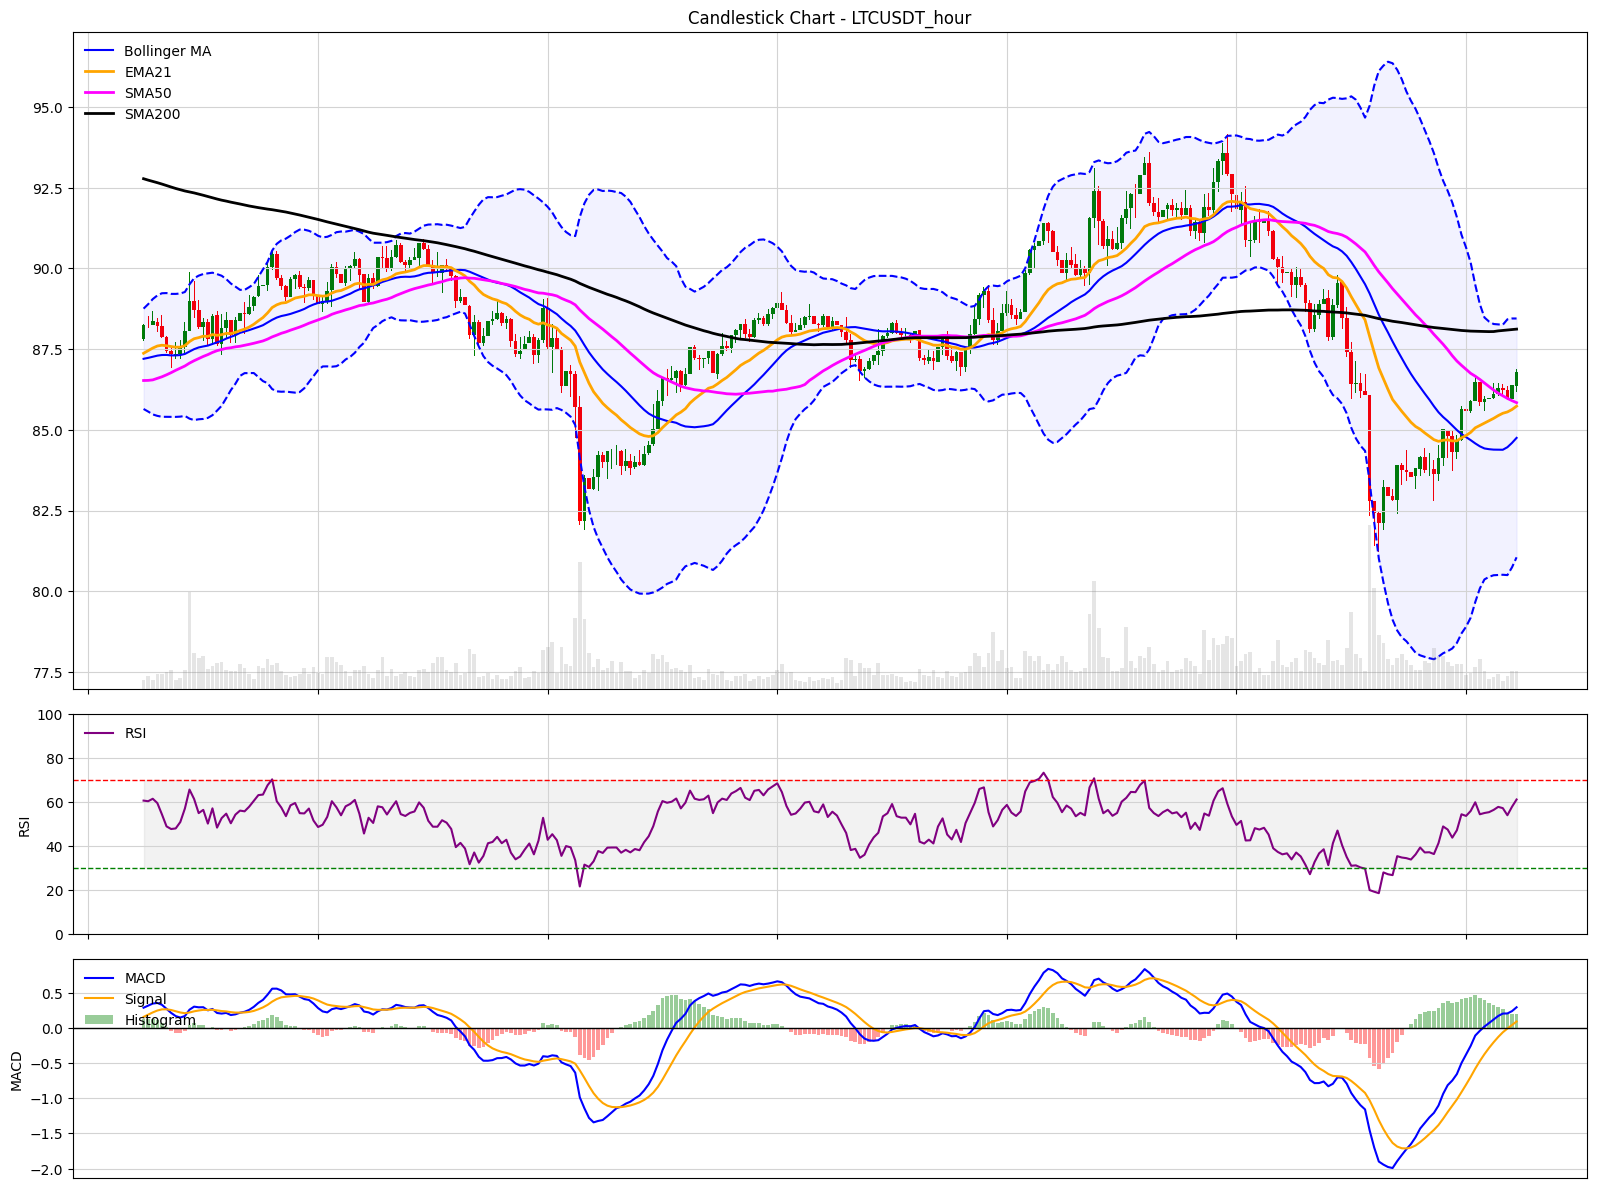 Candlestick Chart - LTCUSDT_hour
Bollinger MA
EMA21
SMA50
SMA200
95.0
92.5
90.0
87.5
85.0
82.5
80.0
77.5
RSI
100
80
60
40
20
0
RSI
MACD
Signal
Histogram
0.5
0.0
−0.5
−1.0
−1.5
−2.0
MACD